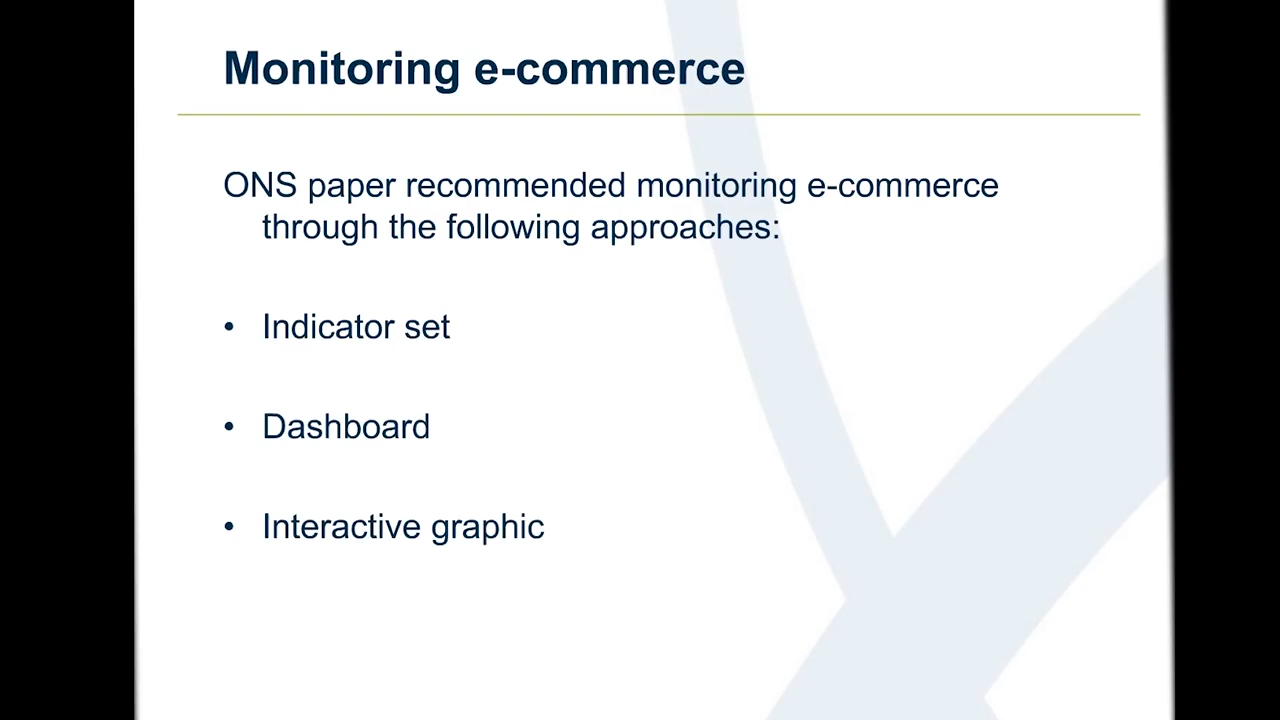 Monitoring e-commerce
ONS paper recommended monitoring e-commerce
through the following approaches:
• Indicator set
• Dashboard
• Interactive graphic